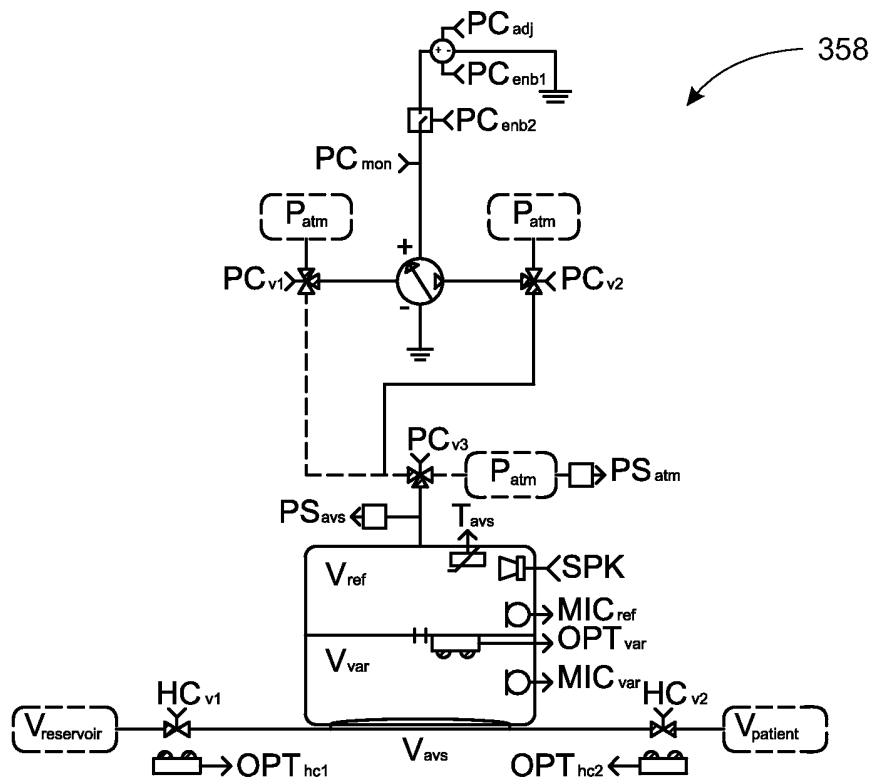 PCadj
358
+ -
PCenb1
PCenb2
PCmon
Patm
Patm
+
PCv1
PCv2
-
PCv3
Patm
PSatm
PSavs
Tavs
Vref
SPK
MICref
OPTvar
Vvar
MICvar
HCv1
HCv2
Vreservoir
Vpatient
Vavs
OPThc1
OPThc2